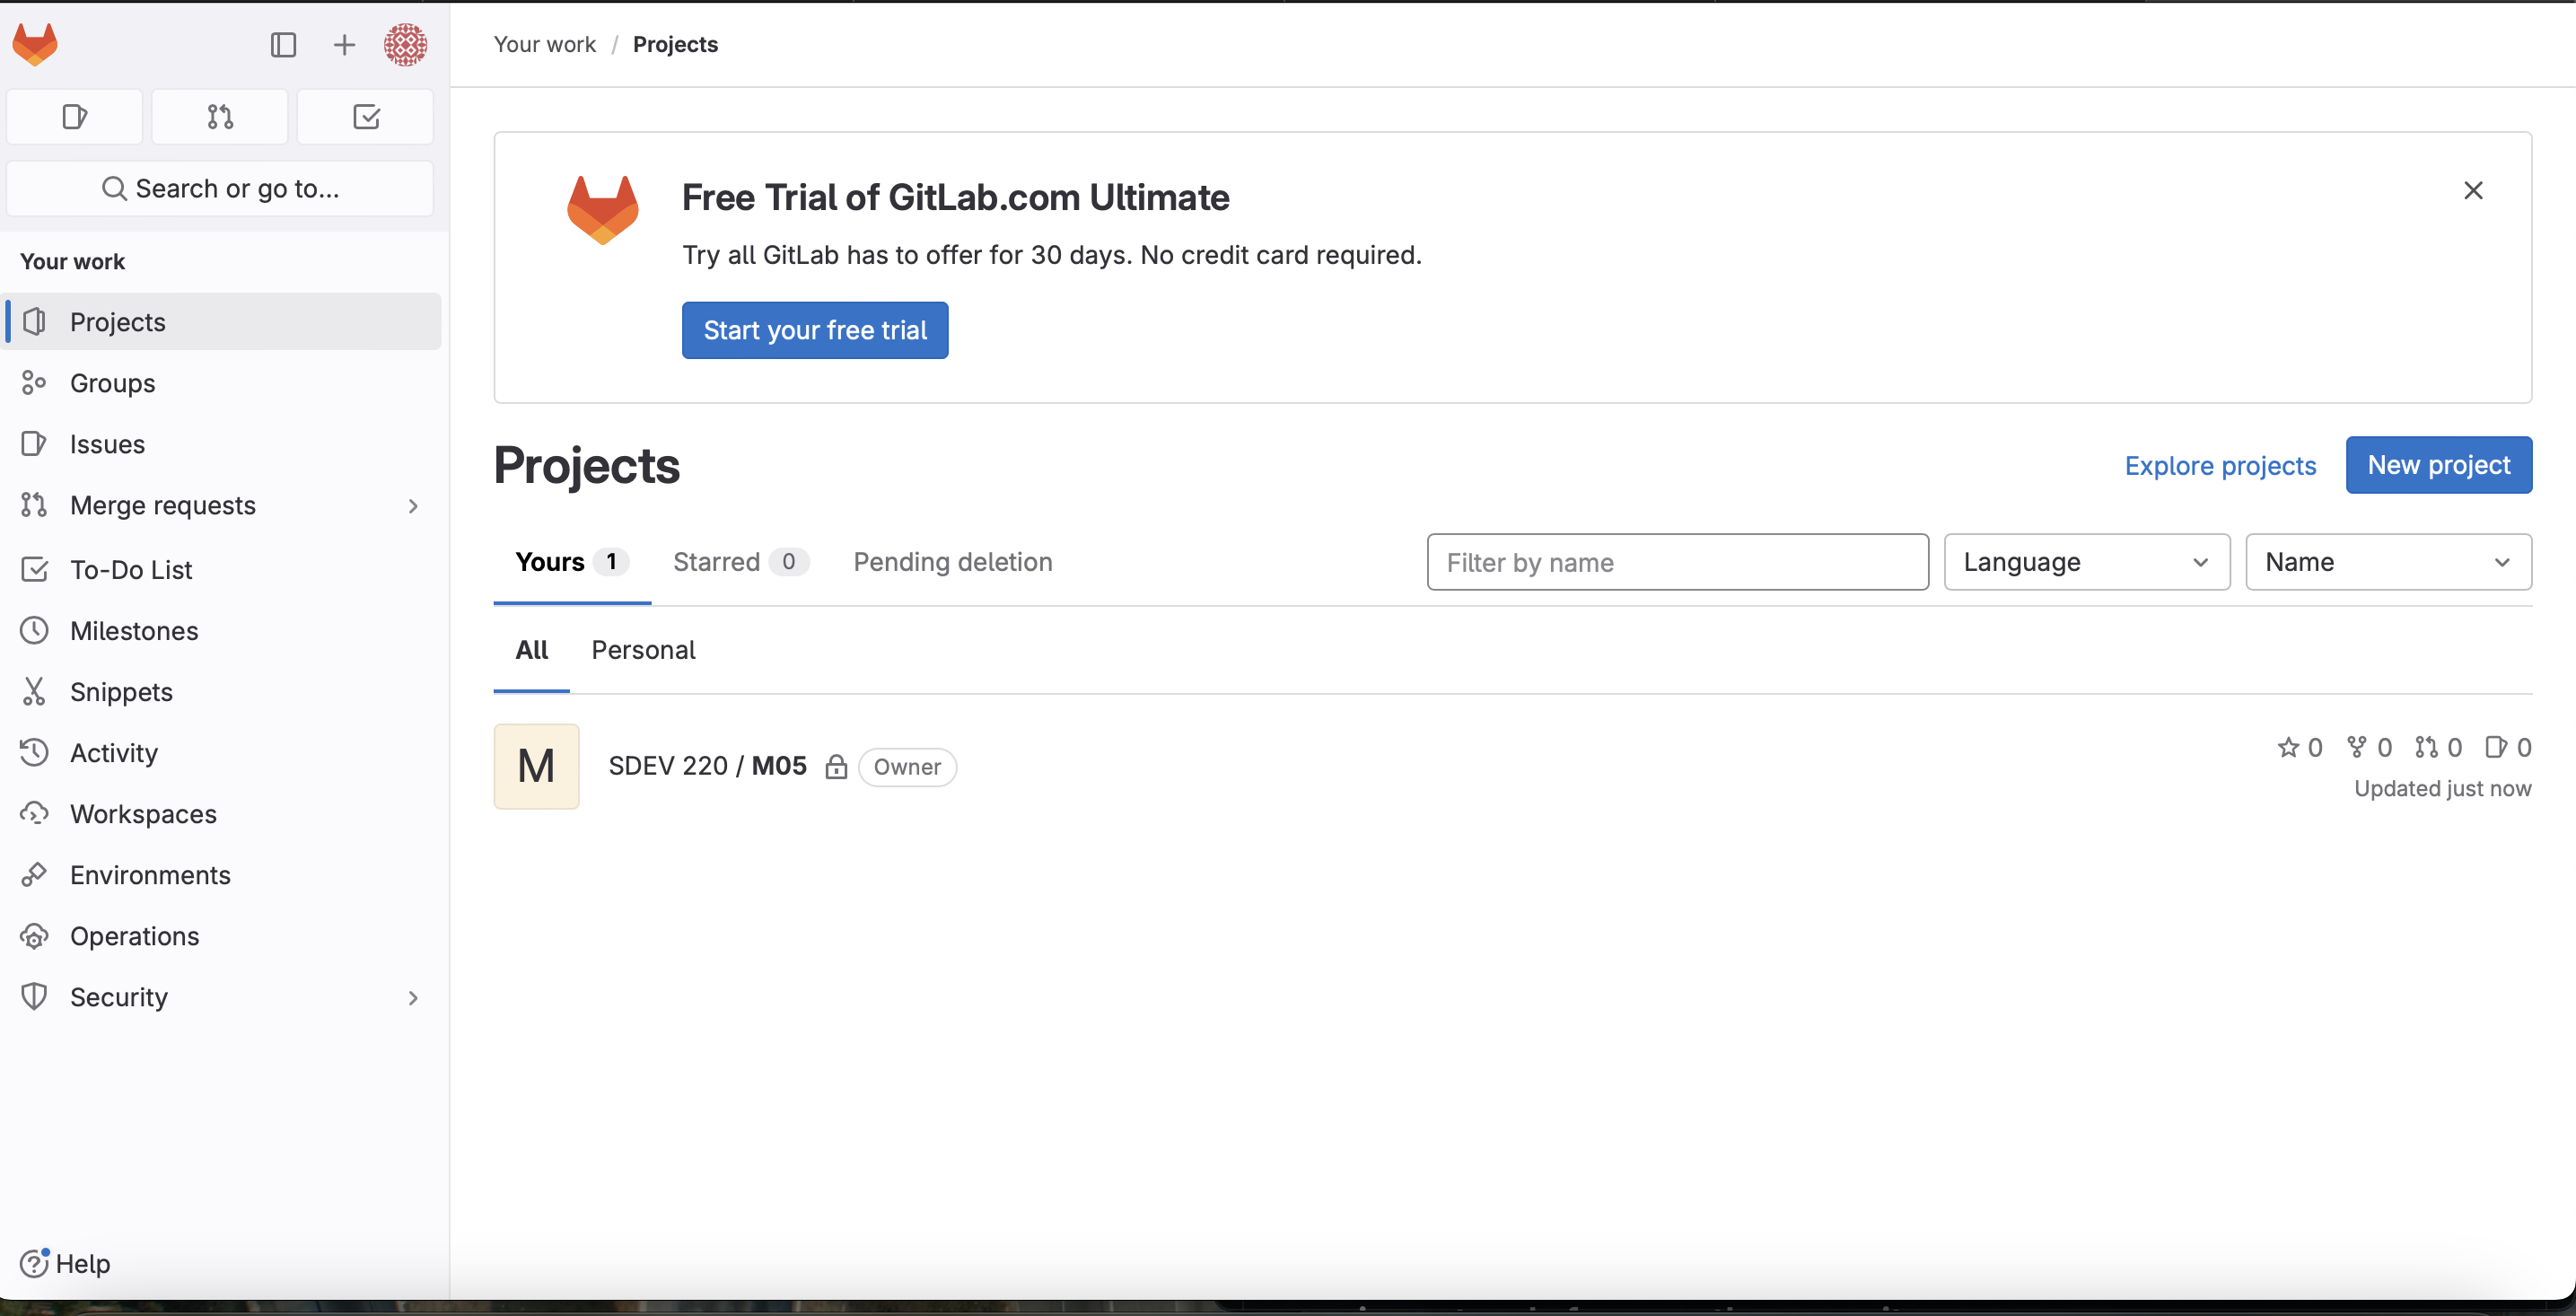 Your work / Projects
Search or go to...
Your work
Projects
Groups
Issues
Merge requests
To-Do List
Milestones
Snippets
Activity
Workspaces
Environments
Operations
Security
Help
Free Trial of GitLab.com Ultimate
Try all GitLab has to offer for 30 days. No credit card required.
Start your free trial
Projects
Explore projects
New project
Yours 1
Starred 0
Pending deletion
Filter by name
Language
Name
All
Personal
M
SDEV 220 / M05
Owner
0 0 0 0
Updated just now